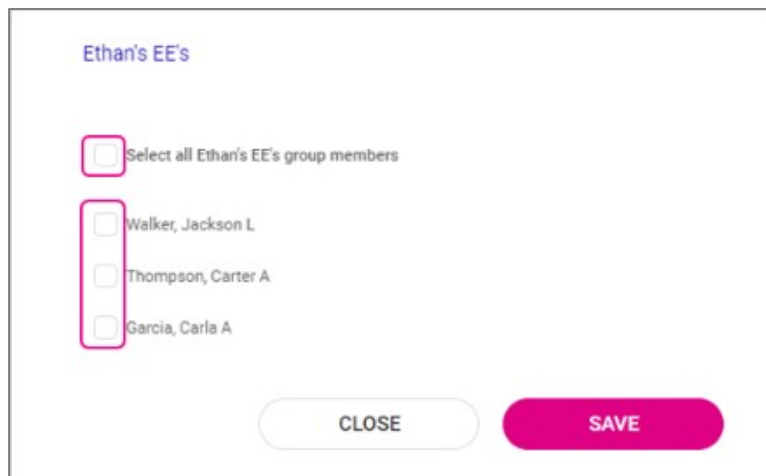 Ethan's EE's
Select all Ethan's EE's group members
Walker, Jackson L
Thompson, Carter A
Garcia, Carla A
CLOSE
SAVE